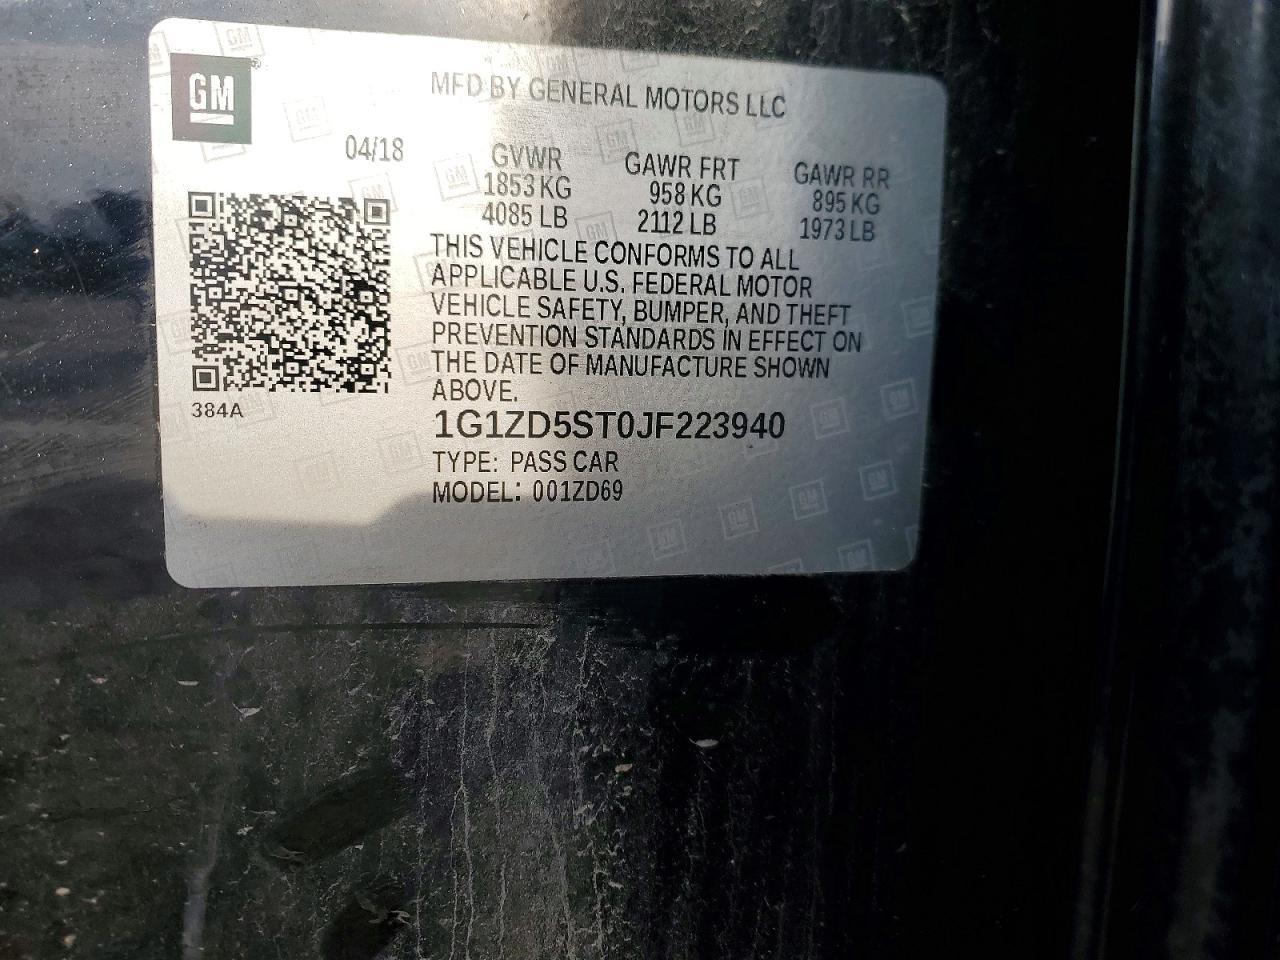 GM
MFD BY GENERAL MOTORS LLC
04/18
GVWR GAWR FRT GAWR RR
1853 KG 958 KG 895 KG
4085 LB 2112 LB 1973 LB
THIS VEHICLE CONFORMS TO ALL
APPLICABLE U.S. FEDERAL MOTOR
VEHICLE SAFETY, BUMPER, AND THEFT
PREVENTION STANDARDS IN EFFECT ON
THE DATE OF MANUFACTURE SHOWN
ABOVE.
384A
1G1ZD5ST0JF223940
TYPE: PASS CAR
MODEL: 001ZD69